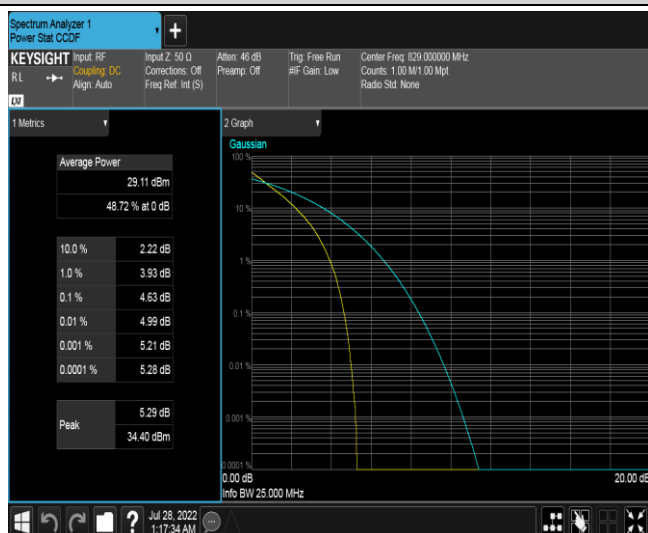 Spectrum Analyzer 1
Power Stat CCDF
+
KEYSIGHT
RL
LXI
Input: RF
Coupling: DC
Align: Auto
Input Z: 50 Ω
Corrections: Off
Freq Ref: Int (S)
Atten: 46 dB
Preamp: Off
Trig: Free Run
#IF Gain: Low
Center Freq: 829.000000 MHz
Counts: 1.00 M/1.00 Mpt
Radio Std: None
1 Metrics
Average Power
29.11 dBm
48.72 % at 0 dB
10.0 % 2.22 dB
1.0 % 3.93 dB
0.1 % 4.63 dB
0.01 % 4.99 dB
0.001 % 5.21 dB
0.0001 % 5.28 dB
Peak
5.29 dB
34.40 dBm
2 Graph
Gaussian
100 %
10 %
1 %
0.1 %
0.01 %
0.001 %
0.0001 %
0.00 dB 20.00 dB
Info BW 25.000 MHz
?
Jul 28, 2022
1:17:34 AM